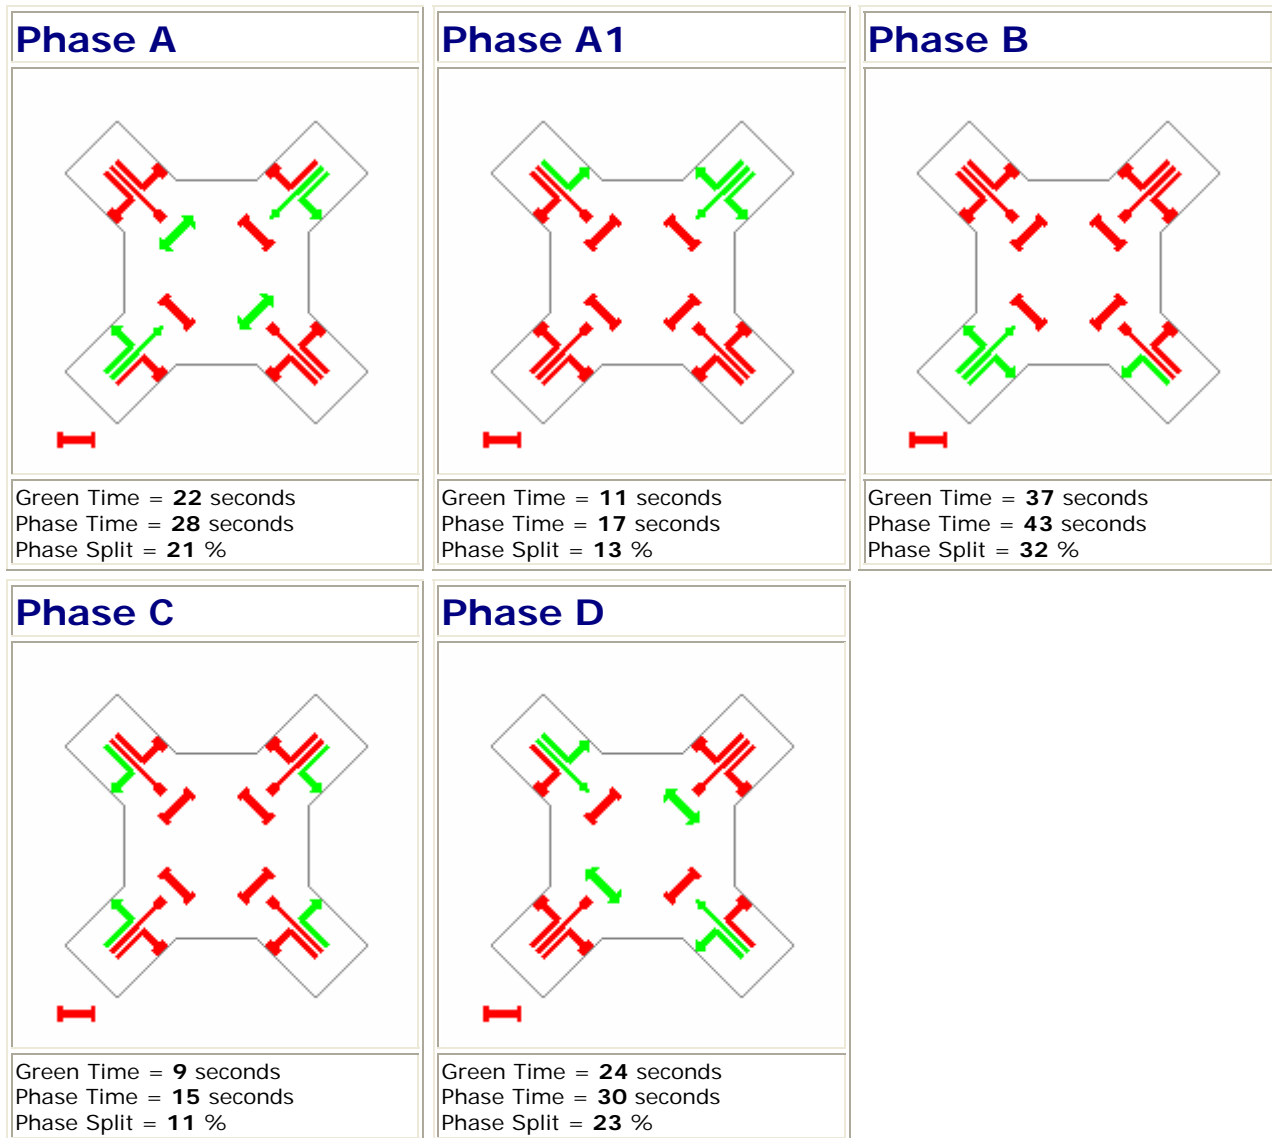 Phase A
Green Time = 22 seconds
Phase Time = 28 seconds
Phase Split = 21 %
Phase A1
Green Time = 11 seconds
Phase Time = 17 seconds
Phase Split = 13 %
Phase B
Green Time = 37 seconds
Phase Time = 43 seconds
Phase Split = 32 %
Phase C
Green Time = 9 seconds
Phase Time = 15 seconds
Phase Split = 11 %
Phase D
Green Time = 24 seconds
Phase Time = 30 seconds
Phase Split = 23 %